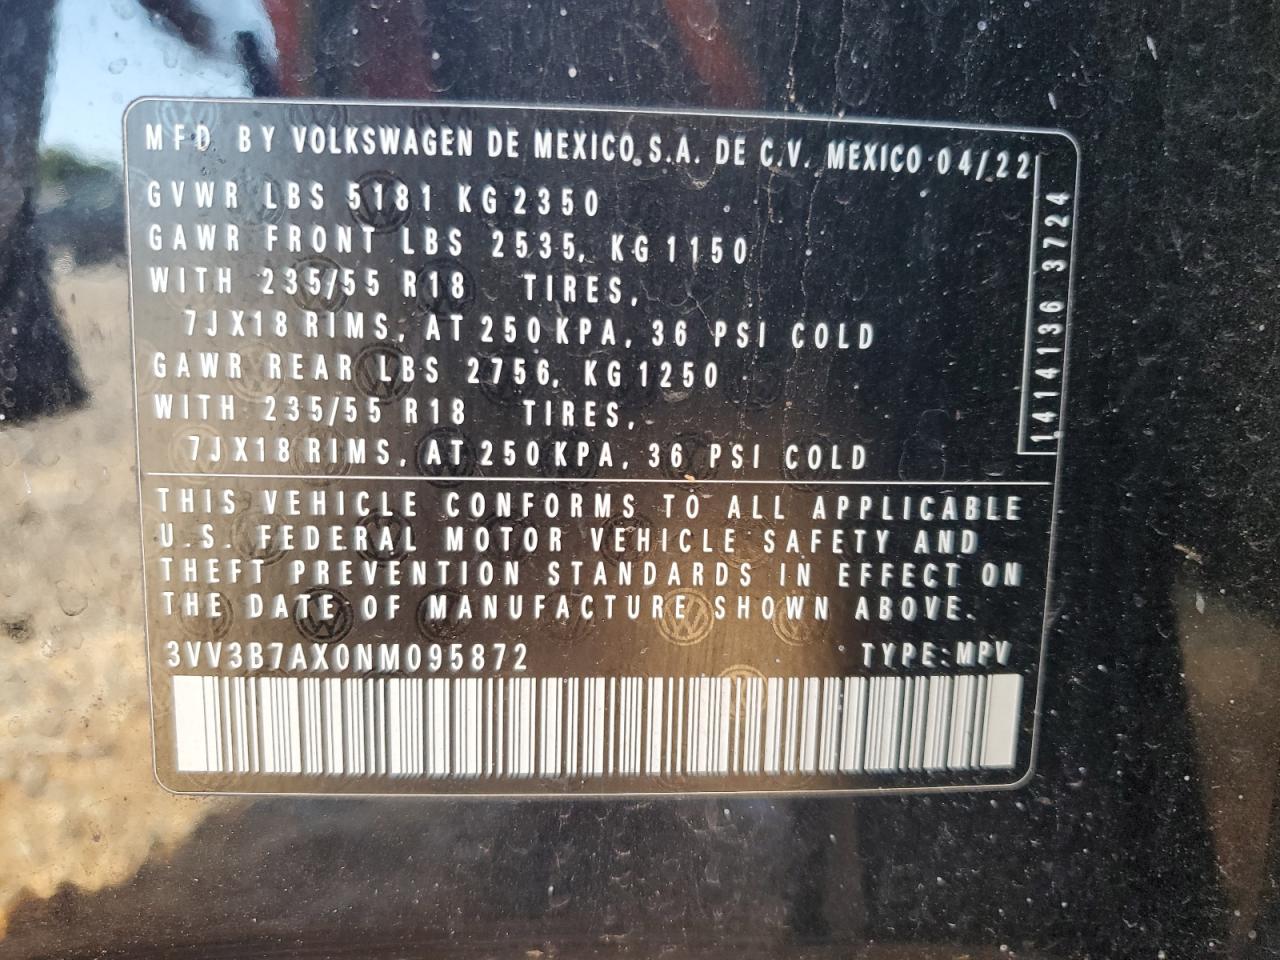 MFD. BY VOLKSWAGEN DE MEXICO, S.A. DE C.V. MEXICO 04/22
GVWR LBS 5181 KG 2350
GAWR FRONT LBS 2535, KG 1150
WITH 235/55 R18 TIRES,
7JX18 RIMS, AT 250 KPA, 36 PSI COLD
GAWR REAR LBS 2756, KG 1250
WITH 235/55 R18 TIRES,
7JX18 RIMS, AT 250 KPA, 36 PSI COLD
1414136 3724
THIS VEHICLE CONFORMS TO ALL APPLICABLE
U.S. FEDERAL MOTOR VEHICLE SAFETY AND
THEFT PREVENTION STANDARDS IN EFFECT ON
THE DATE OF MANUFACTURE SHOWN ABOVE.
3VV3B7AX0NM095872 TYPE: MPV